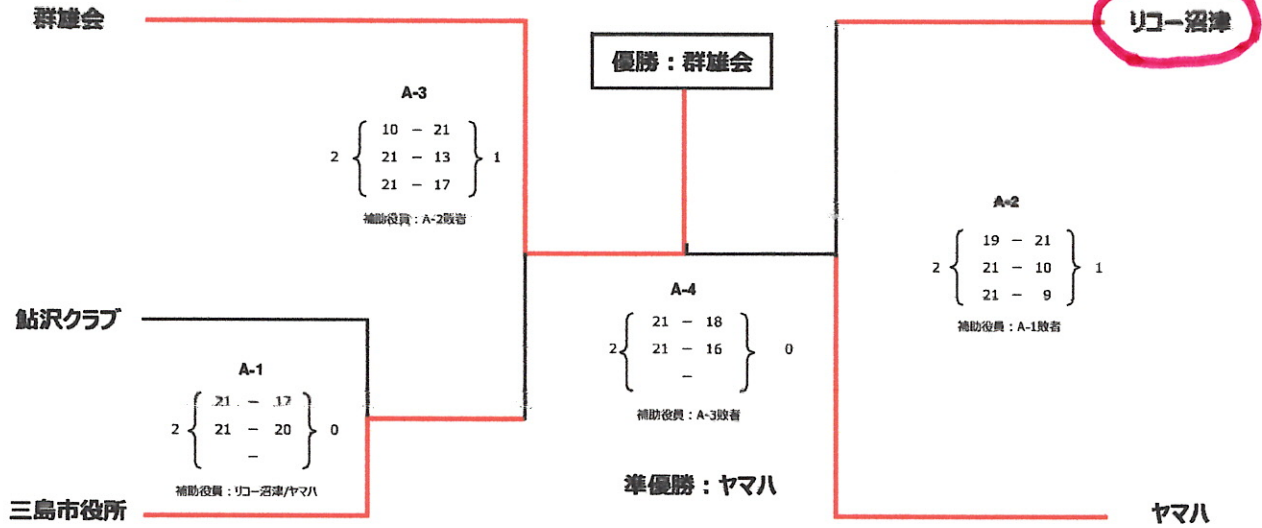 群雄会
リコー沼津
優勝：群雄会
A-3
10 － 21
2 21 － 13 1
21 － 17
補助役員：A-2敗者
A-2
19 － 21
2 21 － 10 1
21 － 9
補助役員：A-1敗者
鮎沢クラブ
A-4
21 － 18
2 21 － 16 0
－
補助役員：A-3敗者
A-1
21 － 17
2 21 － 20 0
－
補助役員：リコー沼津/ヤマハ
三島市役所
準優勝：ヤマハ
ヤマハ